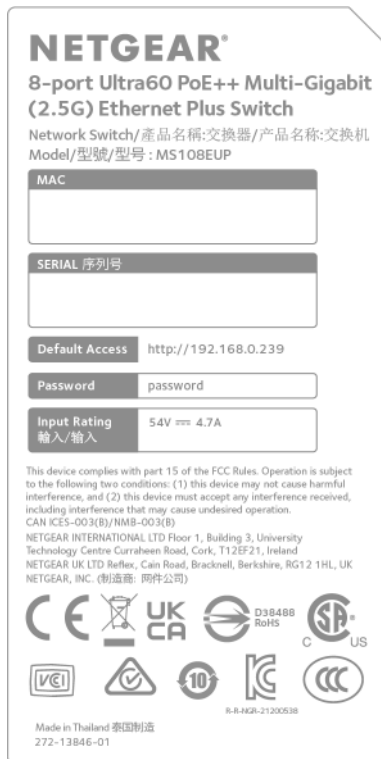 NETGEAR®
8-port Ultra60 PoE++ Multi-Gigabit
(2.5G) Ethernet Plus Switch
Network Switch/產品名稱:交換器/产品名称:交换机
Model/型號/型号 : MS108EUP
MAC
SERIAL 序列号
Default Access http://192.168.0.239
Password password
Input Rating 54V ⎓ 4.7A
輸入/输入
This device complies with part 15 of the FCC Rules. Operation is subject
to the following two conditions: (1) this device may not cause harmful
interference, and (2) this device must accept any interference received,
including interference that may cause undesired operation.
CAN ICES-003(B)/NMB-003(B)
NETGEAR INTERNATIONAL LTD Floor 1, Building 3, University
Technology Centre Curraheen Road, Cork, T12EF21, Ireland
NETGEAR UK LTD Reflex, Cain Road, Bracknell, Berkshire, RG12 1HL, UK
NETGEAR, INC. (制造商: 网件公司)
CE UK CA D38488 RoHS SA® C US
VCI 10 KC CCC
R-R-NGR-21200538
Made in Thailand 泰国制造
272-13846-01